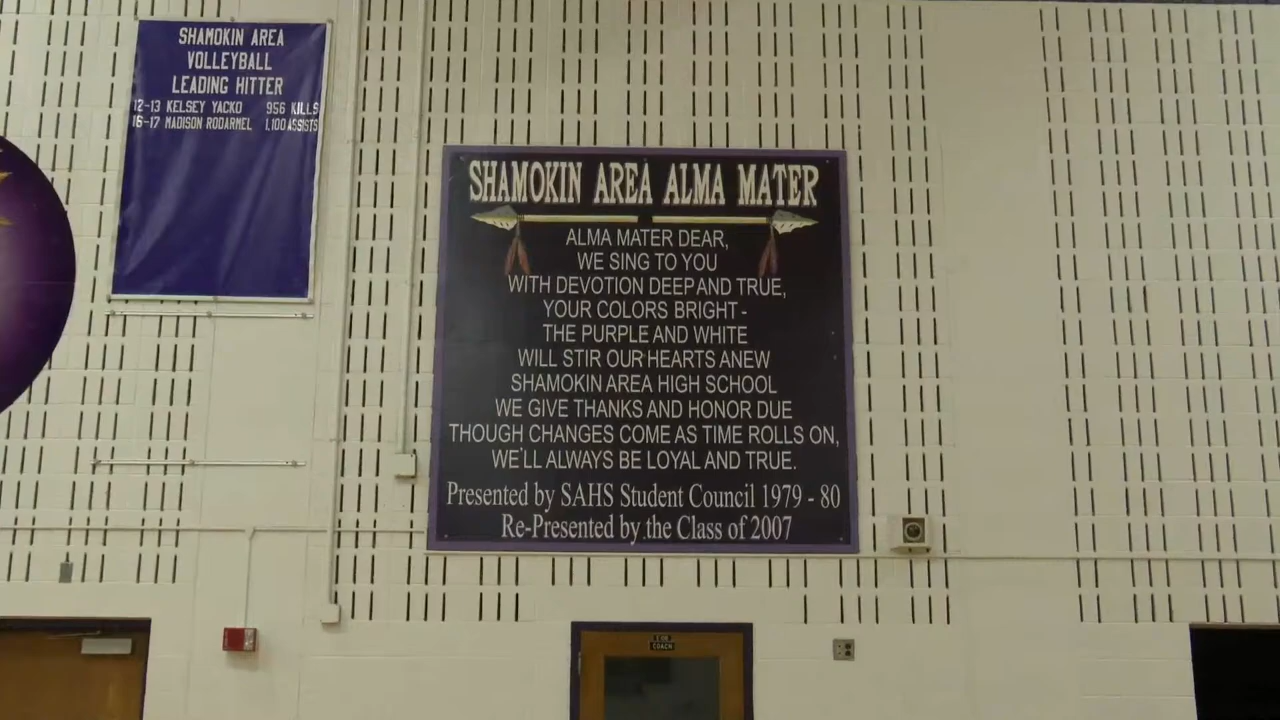 SHAMOKIN AREA
VOLLEYBALL
LEADING HITTER
12-13 KELSEY YACKO 956 KILLS
16-17 MADISON RODARMEL 1,100 ASSISTS
SHAMOKIN AREA ALMA MATER
ALMA MATER DEAR,
WE SING TO YOU
WITH DEVOTION DEEP AND TRUE,
YOUR COLORS BRIGHT -
THE PURPLE AND WHITE
WILL STIR OUR HEARTS ANEW
SHAMOKIN AREA HIGH SCHOOL
WE GIVE THANKS AND HONOR DUE
THOUGH CHANGES COME AS TIME ROLLS ON,
WE'LL ALWAYS BE LOYAL AND TRUE.
Presented by SAHS Student Council 1979 - 80
Re-Presented by the Class of 2007
COACH